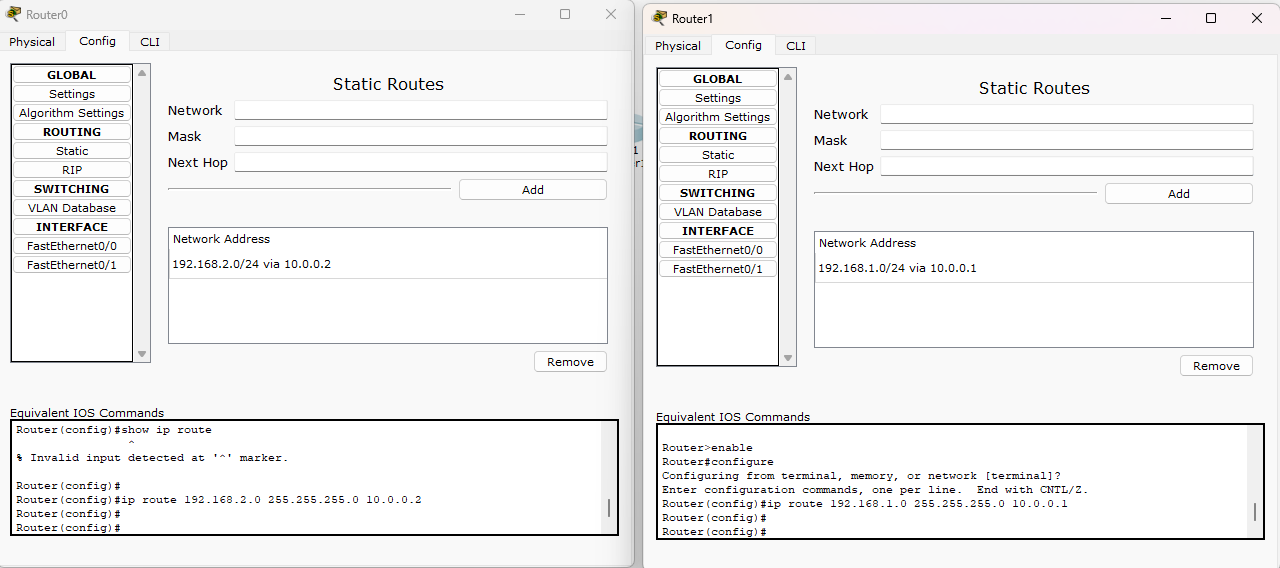 Router0
Physical
Config
CLI
GLOBAL
Settings
Algorithm Settings
ROUTING
Static
RIP
SWITCHING
VLAN Database
INTERFACE
FastEthernet0/0
FastEthernet0/1
Static Routes
Network
Mask
Next Hop
Add
Network Address
192.168.2.0/24 via 10.0.0.2
Remove
Equivalent IOS Commands
Router(config)#show ip route
^
% Invalid input detected at '^' marker.
Router(config)#
Router(config)#ip route 192.168.2.0 255.255.255.0 10.0.0.2
Router(config)#
Router(config)#
Router1
Physical
Config
CLI
GLOBAL
Settings
Algorithm Settings
ROUTING
Static
RIP
SWITCHING
VLAN Database
INTERFACE
FastEthernet0/0
FastEthernet0/1
Static Routes
Network
Mask
Next Hop
Add
Network Address
192.168.1.0/24 via 10.0.0.1
Remove
Equivalent IOS Commands
Router>enable
Router#configure
Configuring from terminal, memory, or network [terminal]?
Enter configuration commands, one per line.  End with CNTL/Z.
Router(config)#ip route 192.168.1.0 255.255.255.0 10.0.0.1
Router(config)#
Router(config)#